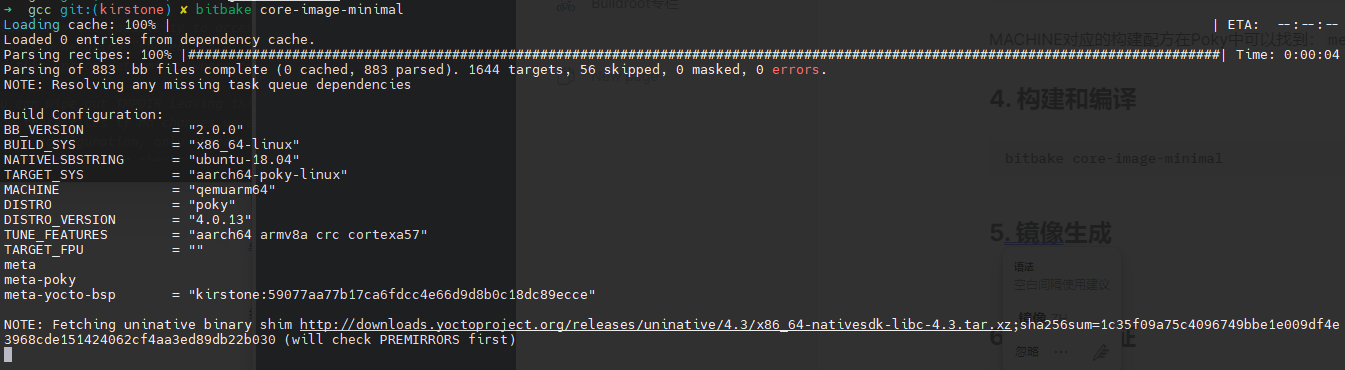 ➜  gcc git:(kirstone) ✘ bitbake core-image-minimal
Loading cache: 100% | | ETA:  --:--:--
Loaded 0 entries from dependency cache.
Parsing recipes: 100% |################################################################################################################################| Time: 0:00:04
Parsing of 883 .bb files complete (0 cached, 883 parsed). 1644 targets, 56 skipped, 0 masked, 0 errors.
NOTE: Resolving any missing task queue dependencies
Build Configuration:
BB_VERSION           = "2.0.0"
BUILD_SYS            = "x86_64-linux"
NATIVELSBSTRING      = "ubuntu-18.04"
TARGET_SYS           = "aarch64-poky-linux"
MACHINE              = "qemuarm64"
DISTRO               = "poky"
DISTRO_VERSION       = "4.0.13"
TUNE_FEATURES        = "aarch64 armv8a crc cortexa57"
TARGET_FPU           = ""
meta
meta-poky
meta-yocto-bsp       = "kirstone:59077aa77b17ca6fdcc4e66d9d8b0c18dc89ecce"
NOTE: Fetching uninative binary shim http://downloads.yoctoproject.org/releases/uninative/4.3/x86_64-nativesdk-libc-4.3.tar.xz;sha256sum=1c35f09a75c4096749bbe1e009df4e
3968cde151424062cf4aa3ed89db22b030 (will check PREMIRRORS first)
Buildroot专栏
MACHINE对应的构建配方在Poky中可以找到: me
4. 构建和编译
bitbake core-image-minimal
5. 镜像生成
语法
空白间隔使用建议
镜像
忽略 ...